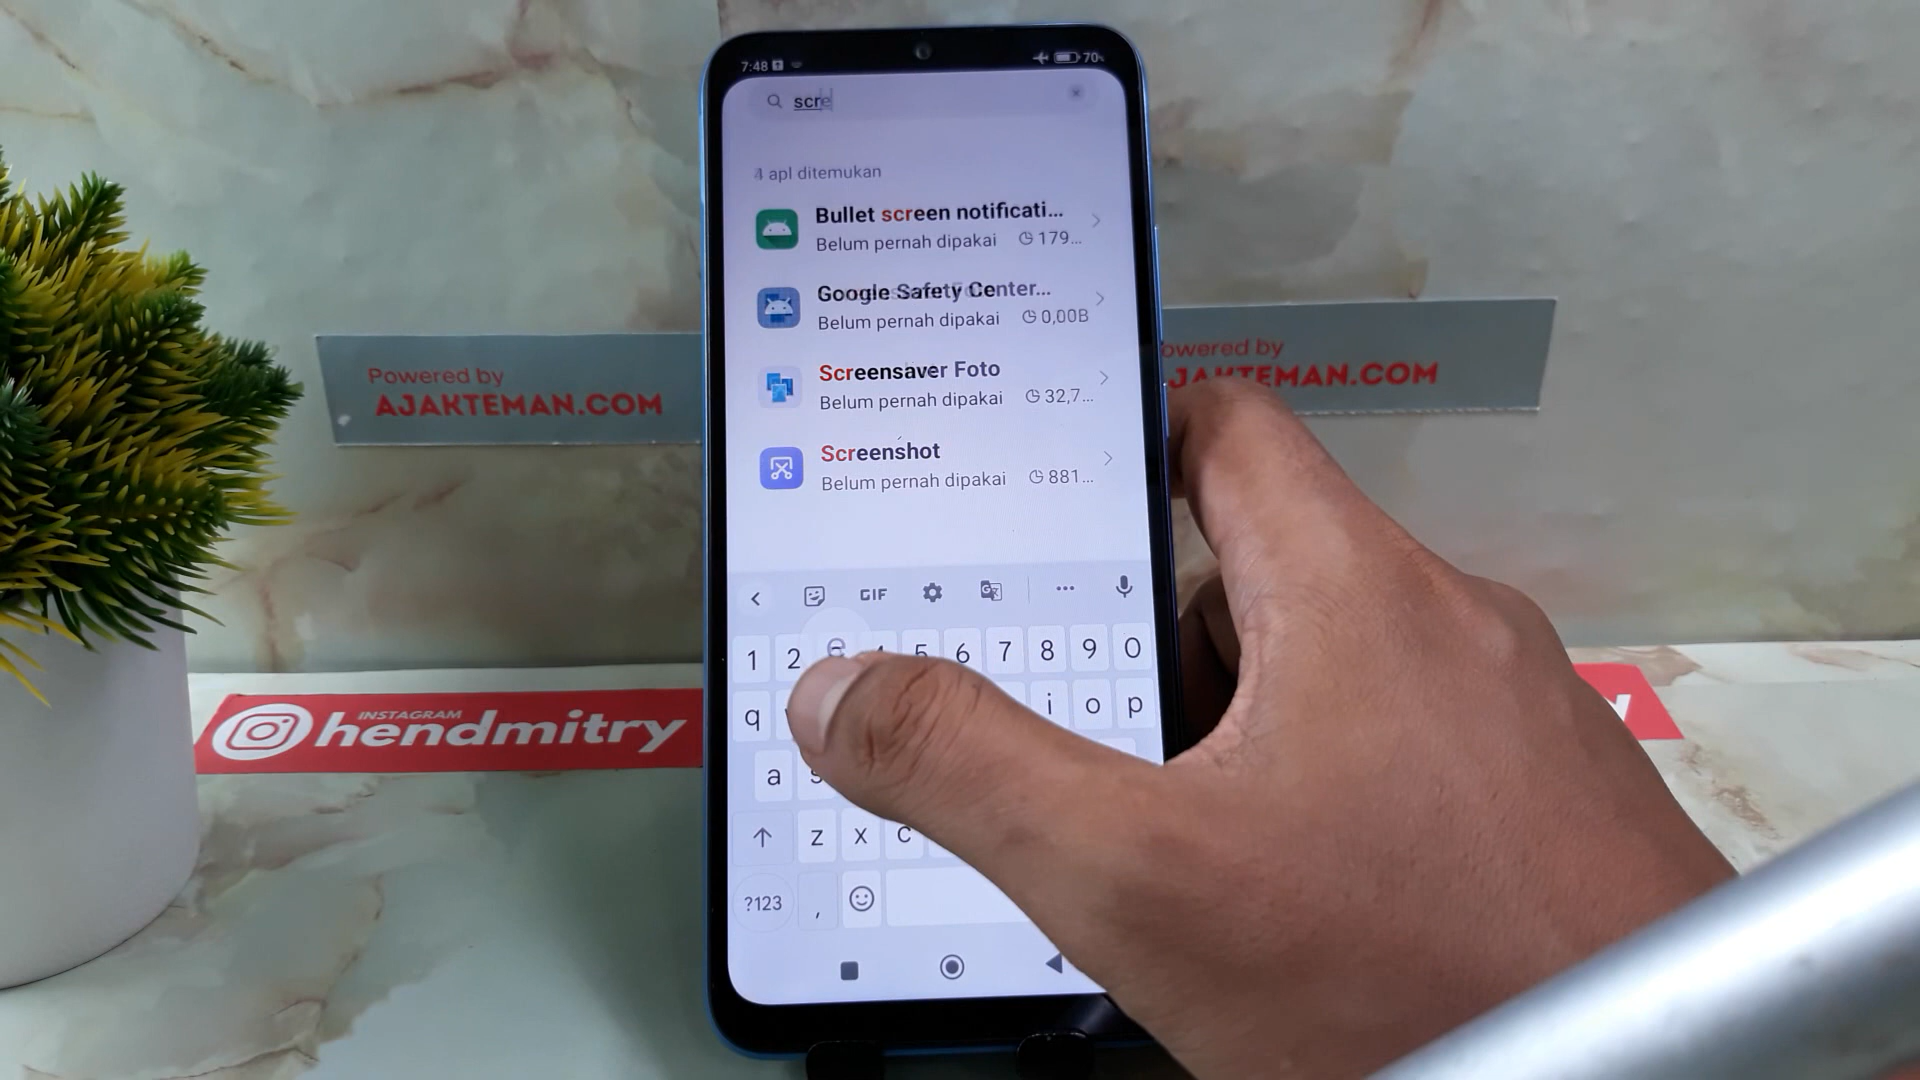 7:48
70
scre
4 apl ditemukan
Bullet screen notificati...
Belum pernah dipakai 179...
Google Safety Center...
Belum pernah dipakai 0,00B
Screensaver Foto
Belum pernah dipakai 32,7...
Screenshot
Belum pernah dipakai 881...
GIF
1 2 e 5 6 7 8 9 0
q i o p
a s
z x c
?123 ,
Powered by
AJAKTEMAN.COM
owered by
AJAKTEMAN.COM
INSTAGRAM
hendmitry
y